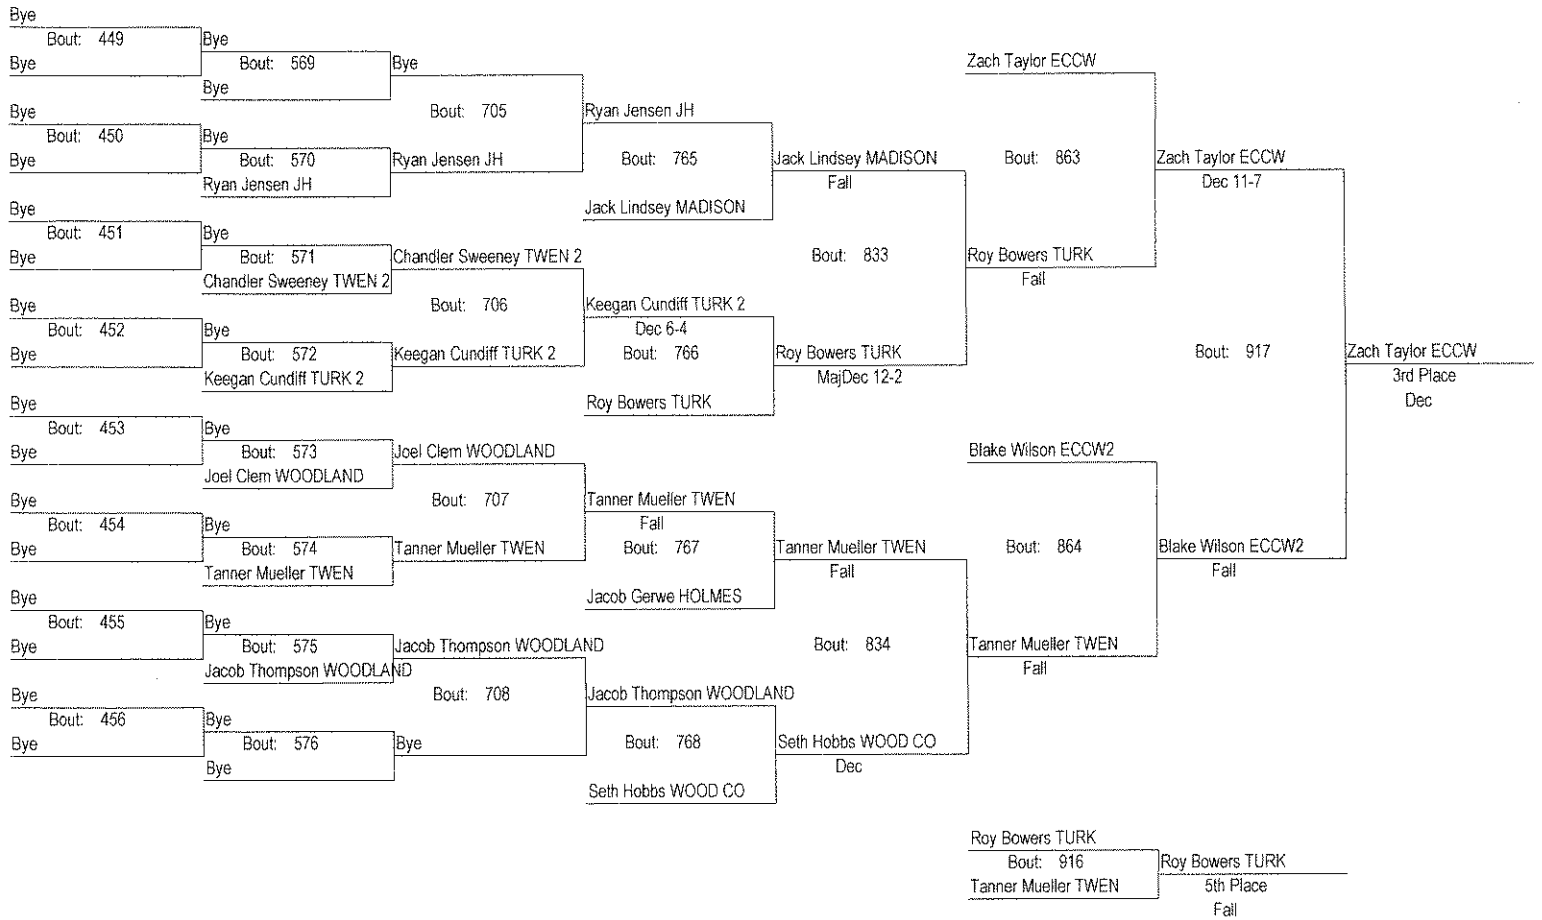 Bye
Bout: 449
Bye
Bye
Bout: 569
Bye
Bye
Bout: 450
Bye
Bye
Bout: 570
Ryan Jensen JH
Bye
Bout: 705
Ryan Jensen JH
Bye
Bout: 451
Bye
Bye
Bout: 571
Chandler Sweeney TWEN 2
Bye
Bout: 452
Bye
Bye
Bout: 572
Keegan Cundiff TURK 2
Chandler Sweeney TWEN 2
Bout: 706
Keegan Cundiff TURK 2
Bye
Bout: 453
Bye
Bye
Bout: 573
Joel Clem WOODLAND
Bye
Bout: 454
Bye
Bye
Bout: 574
Tanner Mueller TWEN
Joel Clem WOODLAND
Bout: 707
Tanner Mueller TWEN
Bye
Bout: 455
Bye
Bye
Bout: 575
Jacob Thompson WOODLAND
Bye
Bout: 456
Bye
Bye
Bout: 576
Bye
Jacob Thompson WOODLAND
Bout: 708
Bye
Ryan Jensen JH
Bout: 765
Jack Lindsey MADISON
Keegan Cundiff TURK 2
Dec 6-4
Bout: 766
Roy Bowers TURK
Tanner Mueller TWEN
Fall
Bout: 767
Jacob Gerwe HOLMES
Jacob Thompson WOODLAND
Bout: 768
Seth Hobbs WOOD CO
Jack Lindsey MADISON
Fall
Bout: 833
Roy Bowers TURK
MajDec 12-2
Tanner Mueller TWEN
Fall
Bout: 834
Seth Hobbs WOOD CO
Dec
Zach Taylor ECCW
Bout: 863
Roy Bowers TURK
Fall
Blake Wilson ECCW2
Bout: 864
Tanner Mueller TWEN
Fall
Zach Taylor ECCW
Dec 11-7
Bout: 917
Blake Wilson ECCW2
Fall
Zach Taylor ECCW
3rd Place
Dec
Roy Bowers TURK
Bout: 916
Tanner Mueller TWEN
Roy Bowers TURK
5th Place
Fall